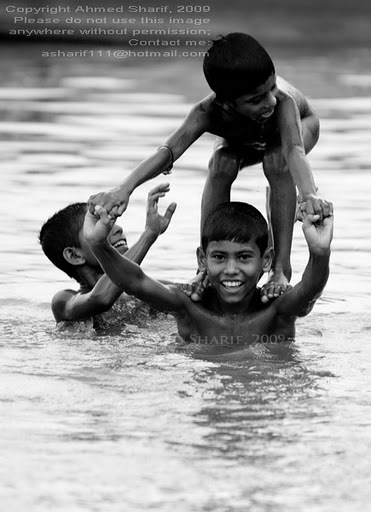 Copyright Ahmed Sharif, 2009
Please do not use this image
anywhere without permission;
Contact me:
asharif111@hotmail.com
Sharif, 2009